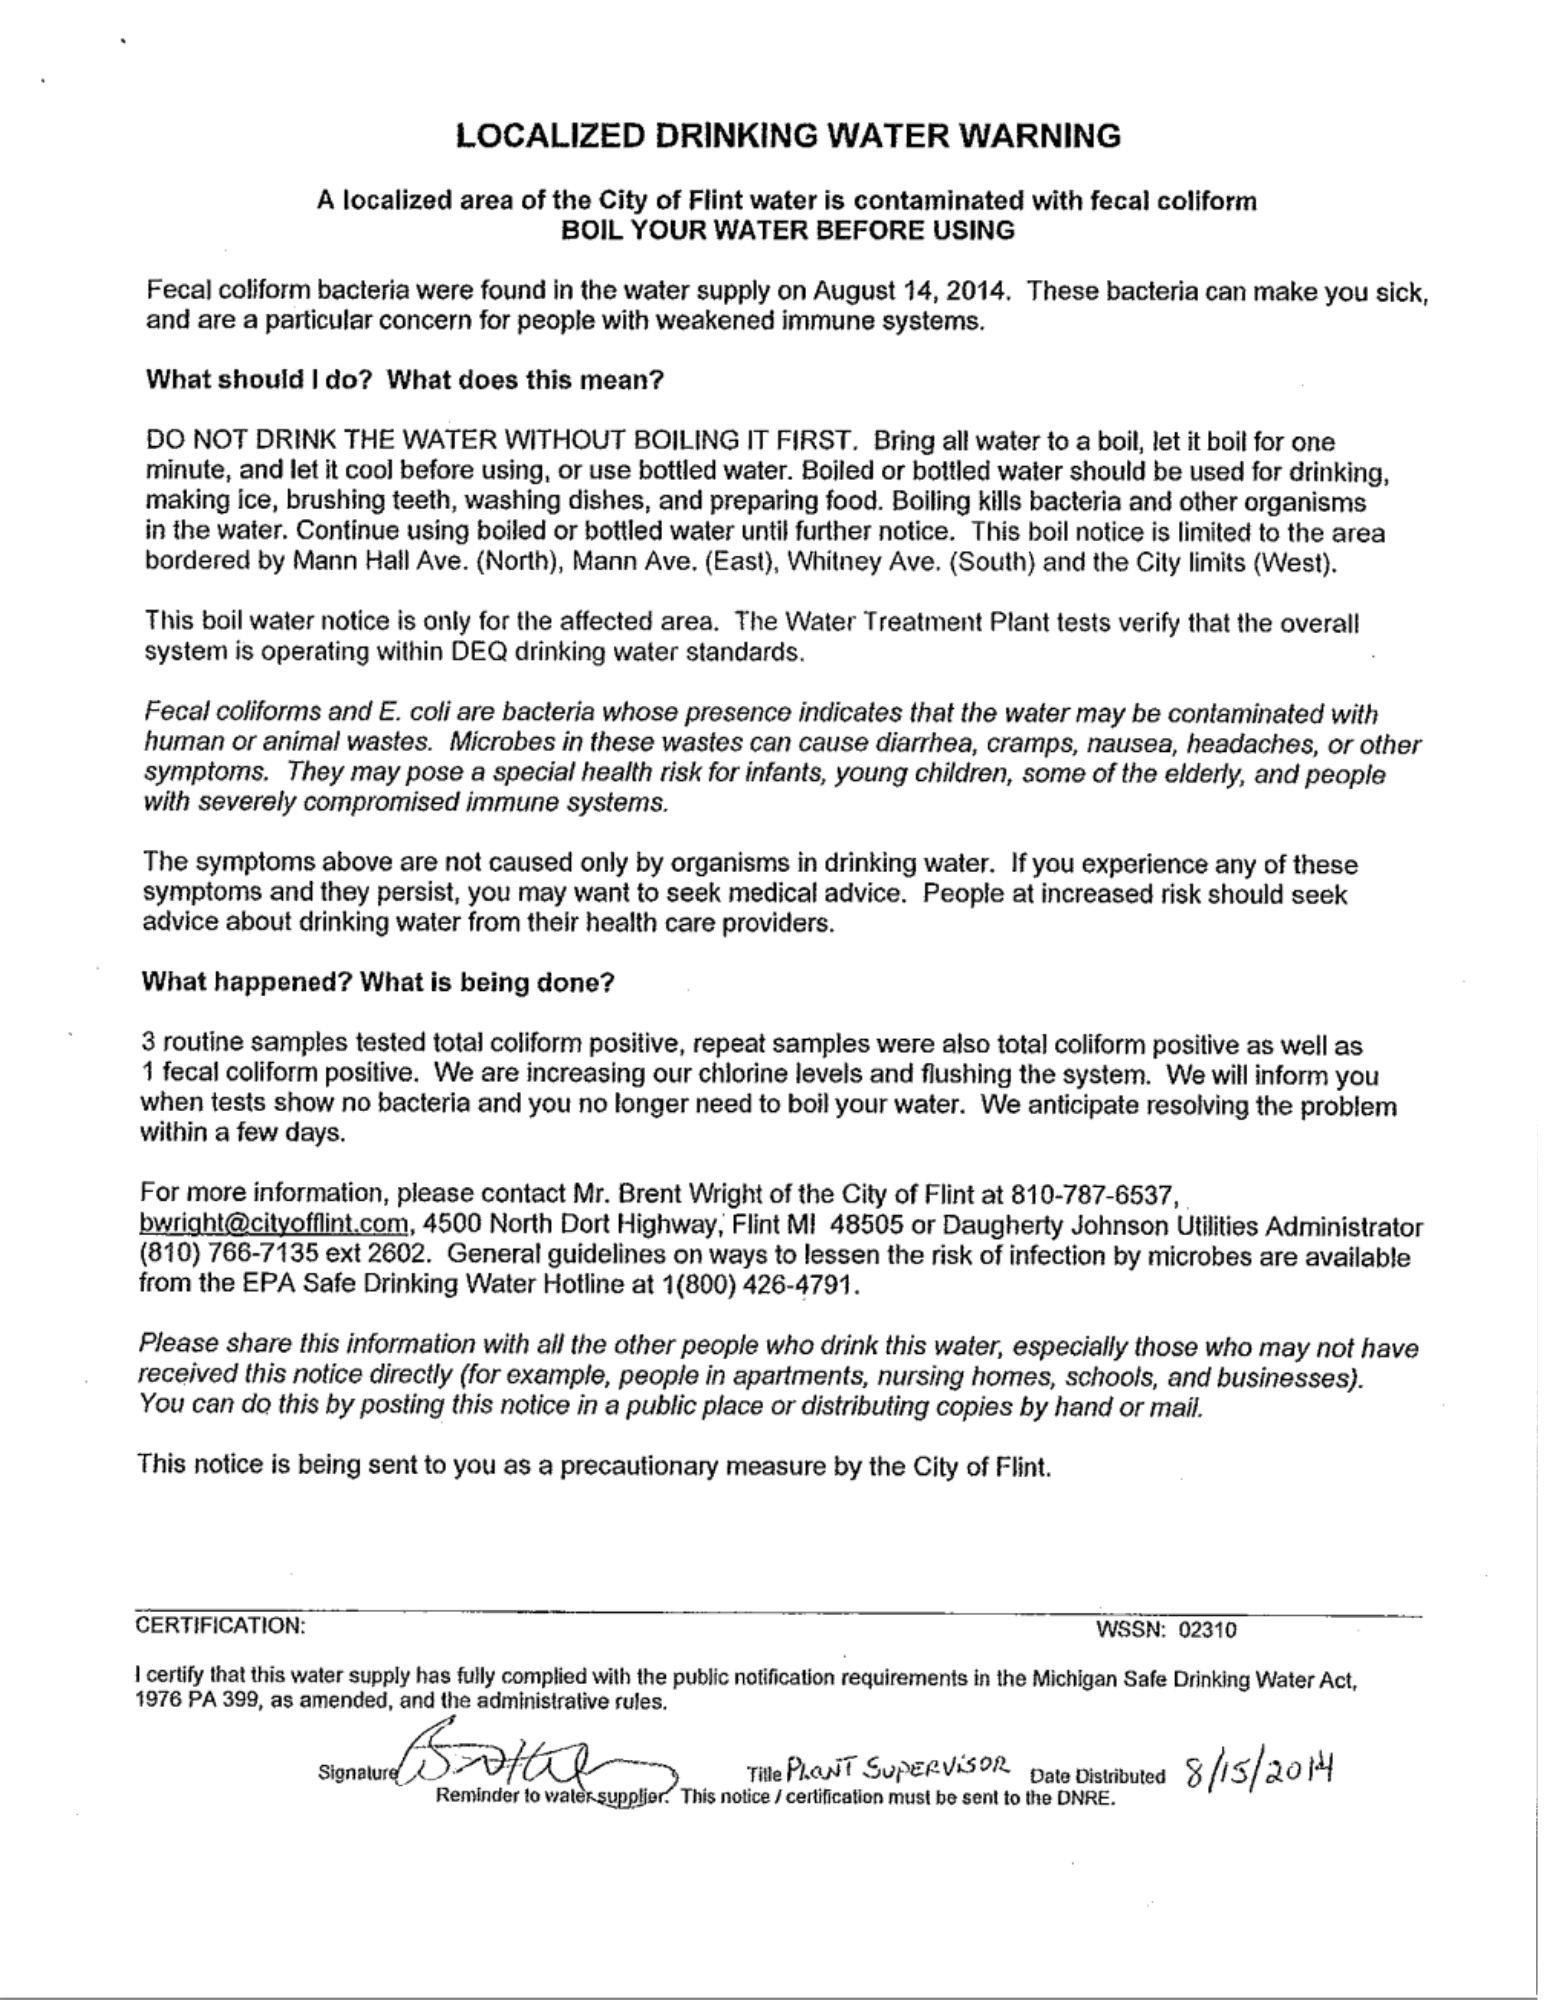 LOCALIZED DRINKING WATER WARNING
A localized area of the City of Flint water is contaminated with fecal coliform
BOIL YOUR WATER BEFORE USING
Fecal coliform bacteria were found in the water supply on August 14, 2014. These bacteria can make you sick,
and are a particular concern for people with weakened immune systems.
What should I do? What does this mean?
DO NOT DRINK THE WATER WITHOUT BOILING IT FIRST. Bring all water to a boil, let it boil for one
minute, and let it cool before using, or use bottled water. Boiled or bottled water should be used for drinking,
making ice, brushing teeth, washing dishes, and preparing food. Boiling kills bacteria and other organisms
in the water. Continue using boiled or bottled water until further notice. This boil notice is limited to the area
bordered by Mann Hall Ave. (North), Mann Ave. (East), Whitney Ave. (South) and the City limits (West).
This boil water notice is only for the affected area. The Water Treatment Plant tests verify that the overall
system is operating within DEQ drinking water standards.
Fecal coliforms and E. coli are bacteria whose presence indicates that the water may be contaminated with
human or animal wastes. Microbes in these wastes can cause diarrhea, cramps, nausea, headaches, or other
symptoms. They may pose a special health risk for infants, young children, some of the elderly, and people
with severely compromised immune systems.
The symptoms above are not caused only by organisms in drinking water. If you experience any of these
symptoms and they persist, you may want to seek medical advice. People at increased risk should seek
advice about drinking water from their health care providers.
What happened? What is being done?
3 routine samples tested total coliform positive, repeat samples were also total coliform positive as well as
1 fecal coliform positive. We are increasing our chlorine levels and flushing the system. We will inform you
when tests show no bacteria and you no longer need to boil your water. We anticipate resolving the problem
within a few days.
For more information, please contact Mr. Brent Wright of the City of Flint at 810-787-6537,
bwright@cityofflint.com, 4500 North Dort Highway, Flint MI 48505 or Daugherty Johnson Utilities Administrator
(810) 766-7135 ext 2602. General guidelines on ways to lessen the risk of infection by microbes are available
from the EPA Safe Drinking Water Hotline at 1(800) 426-4791.
Please share this information with all the other people who drink this water, especially those who may not have
received this notice directly (for example, people in apartments, nursing homes, schools, and businesses).
You can do this by posting this notice in a public place or distributing copies by hand or mail.
This notice is being sent to you as a precautionary measure by the City of Flint.
CERTIFICATION: WSSN: 02310
I certify that this water supply has fully complied with the public notification requirements in the Michigan Safe Drinking Water Act,
1976 PA 399, as amended, and the administrative rules.
Signature Title PLANT SUPERVISOR Date Distributed 8/15/2014
Reminder to water supplier: This notice / certification must be sent to the DNRE.